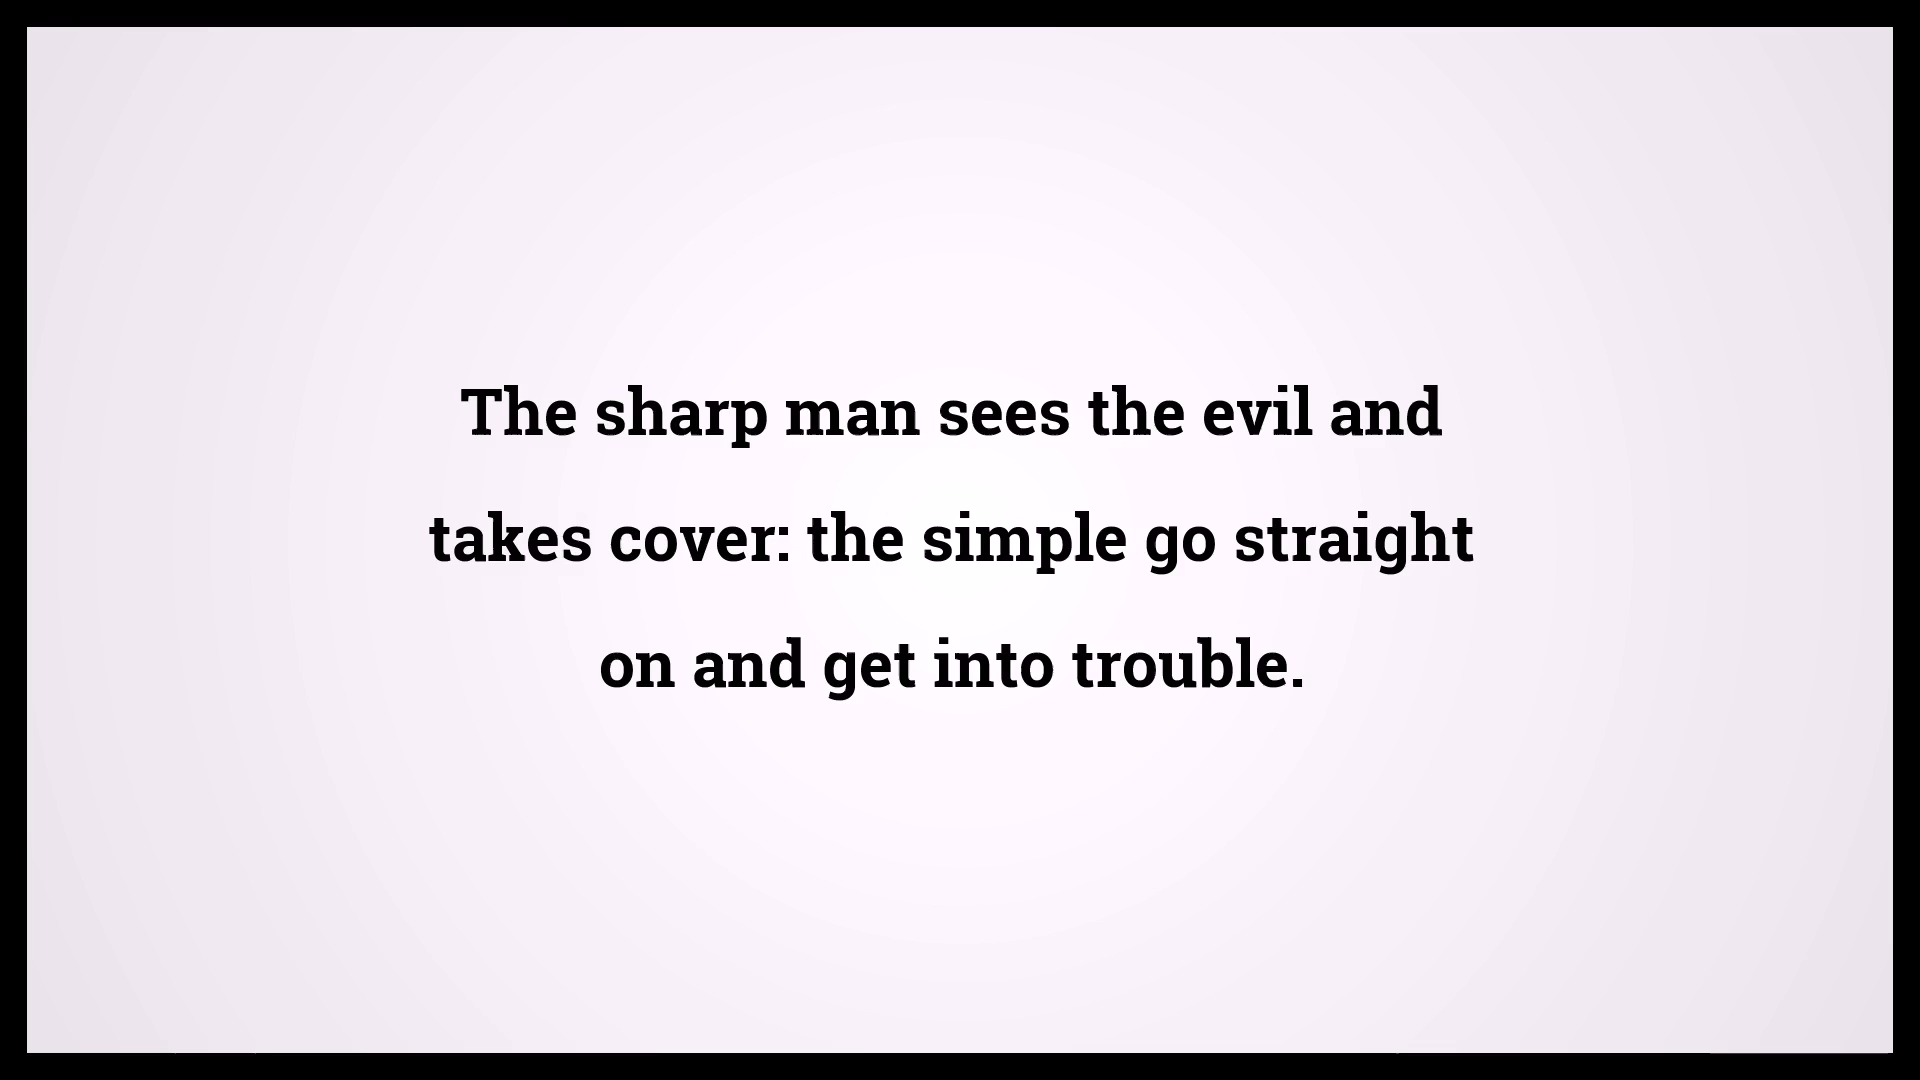 The sharp man sees the evil and
takes cover: the simple go straight
on and get into trouble.